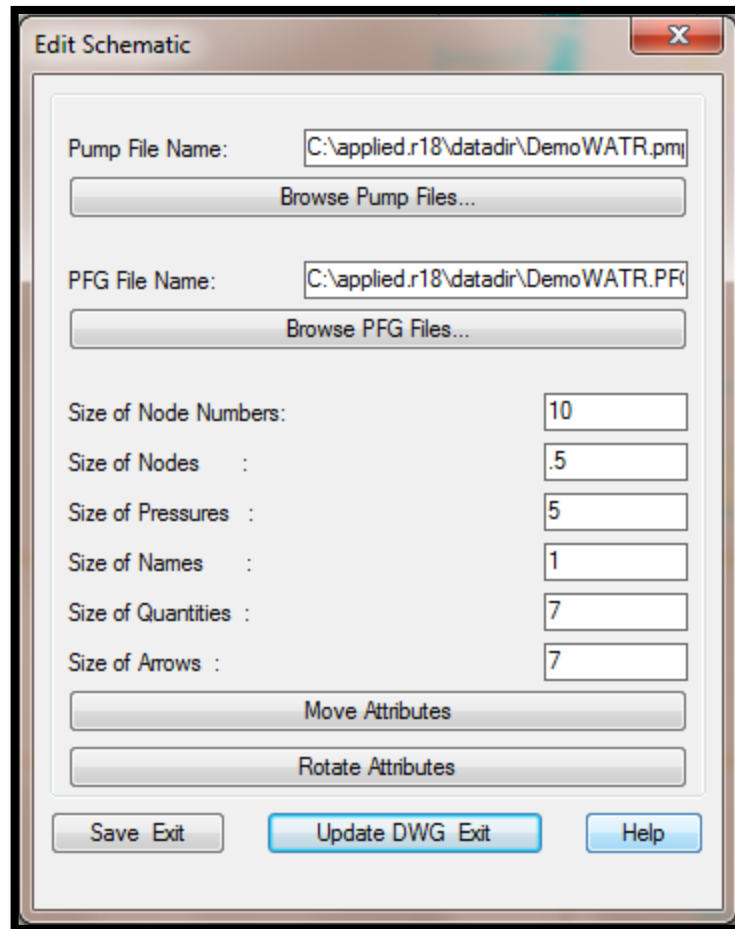 Edit Schematic
Pump File Name: C:\applied.r18\datadir\DemoWATR.pm
Browse Pump Files...
PFG File Name: C:\applied.r18\datadir\DemoWATR.PF
Browse PFG Files...
Size of Node Numbers: 10
Size of Nodes : .5
Size of Pressures : 5
Size of Names : 1
Size of Quantities : 7
Size of Arrows : 7
Move Attributes
Rotate Attributes
Save Exit Update DWG Exit Help